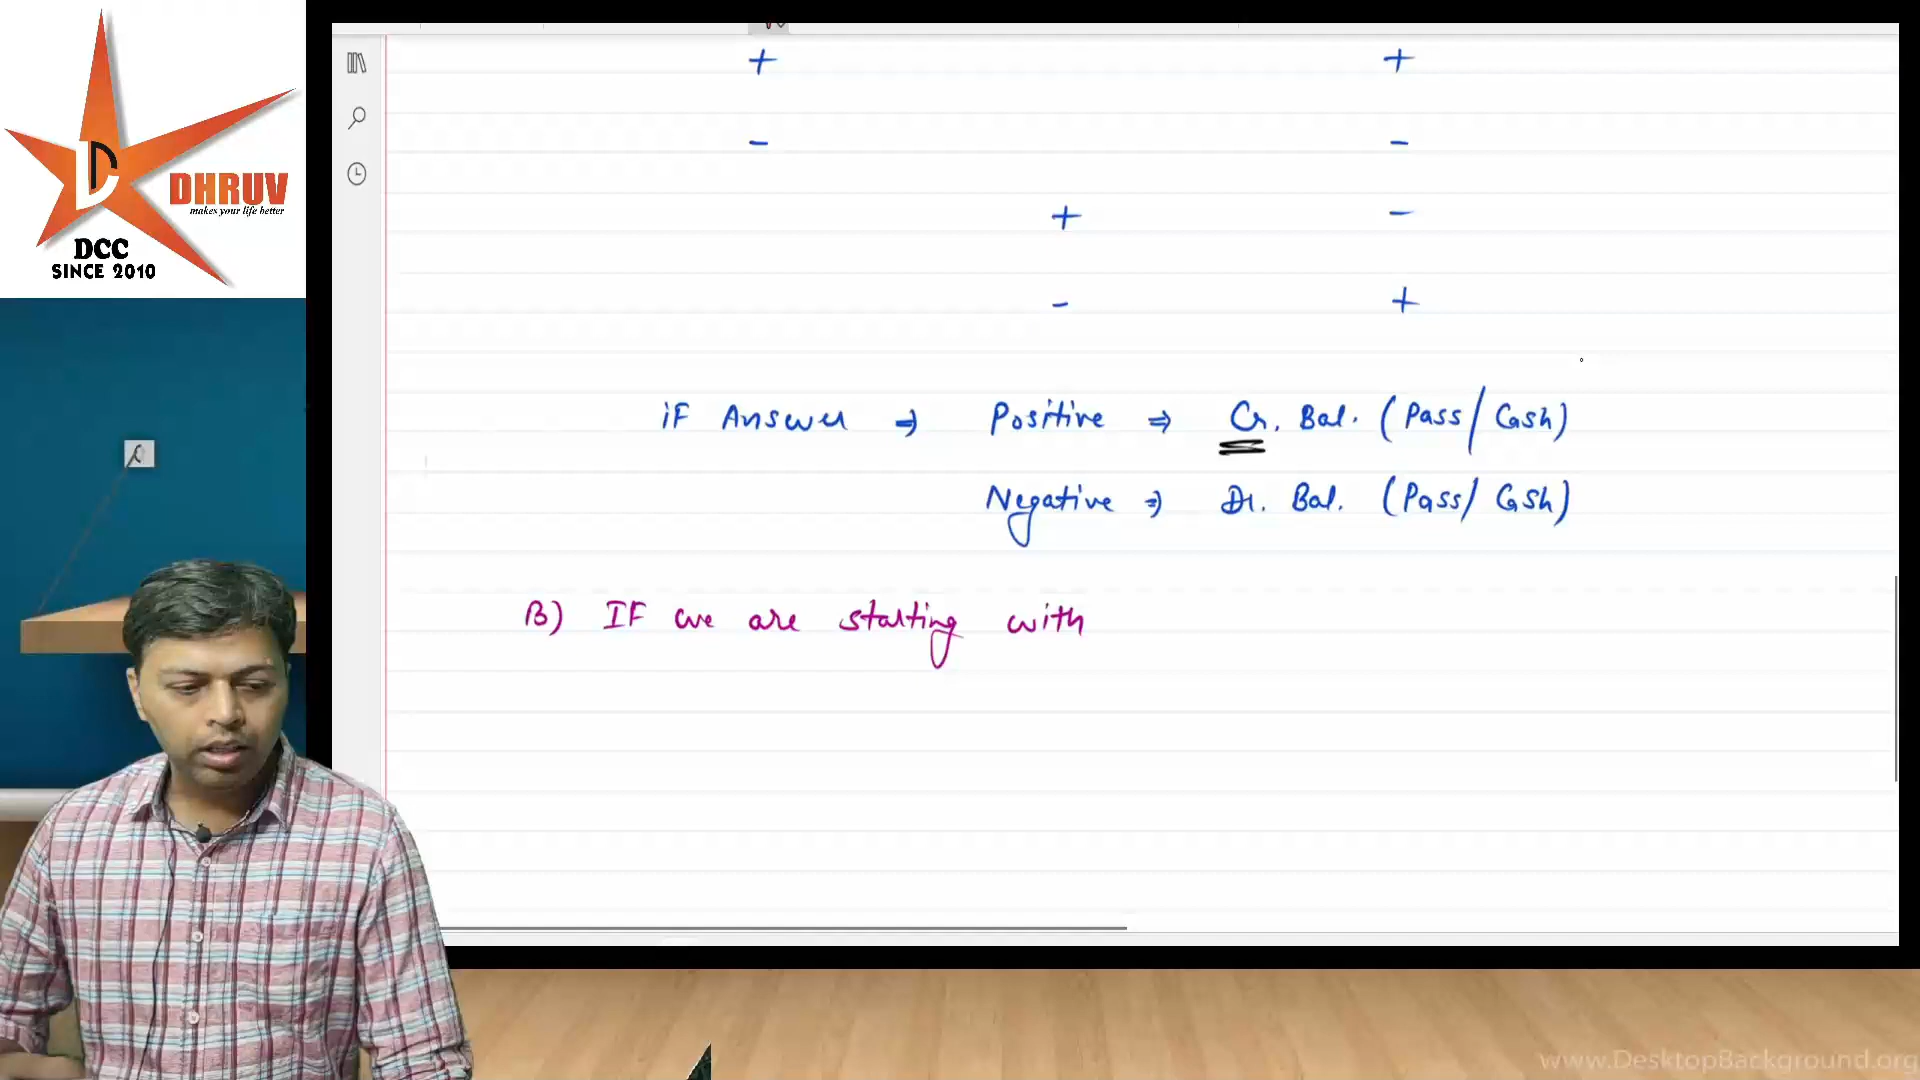 DHRUV
makes your life better
DCC
SINCE 2010
+ +
- -
+ -
- +
iF Answer ⇒ Positive ⇒ Cr. Bal. (Pass/Cash)
Negative ⇒ Dr. Bal. (Pass/Cash)
B) IF we are starting with
www.DesktopBackground.org